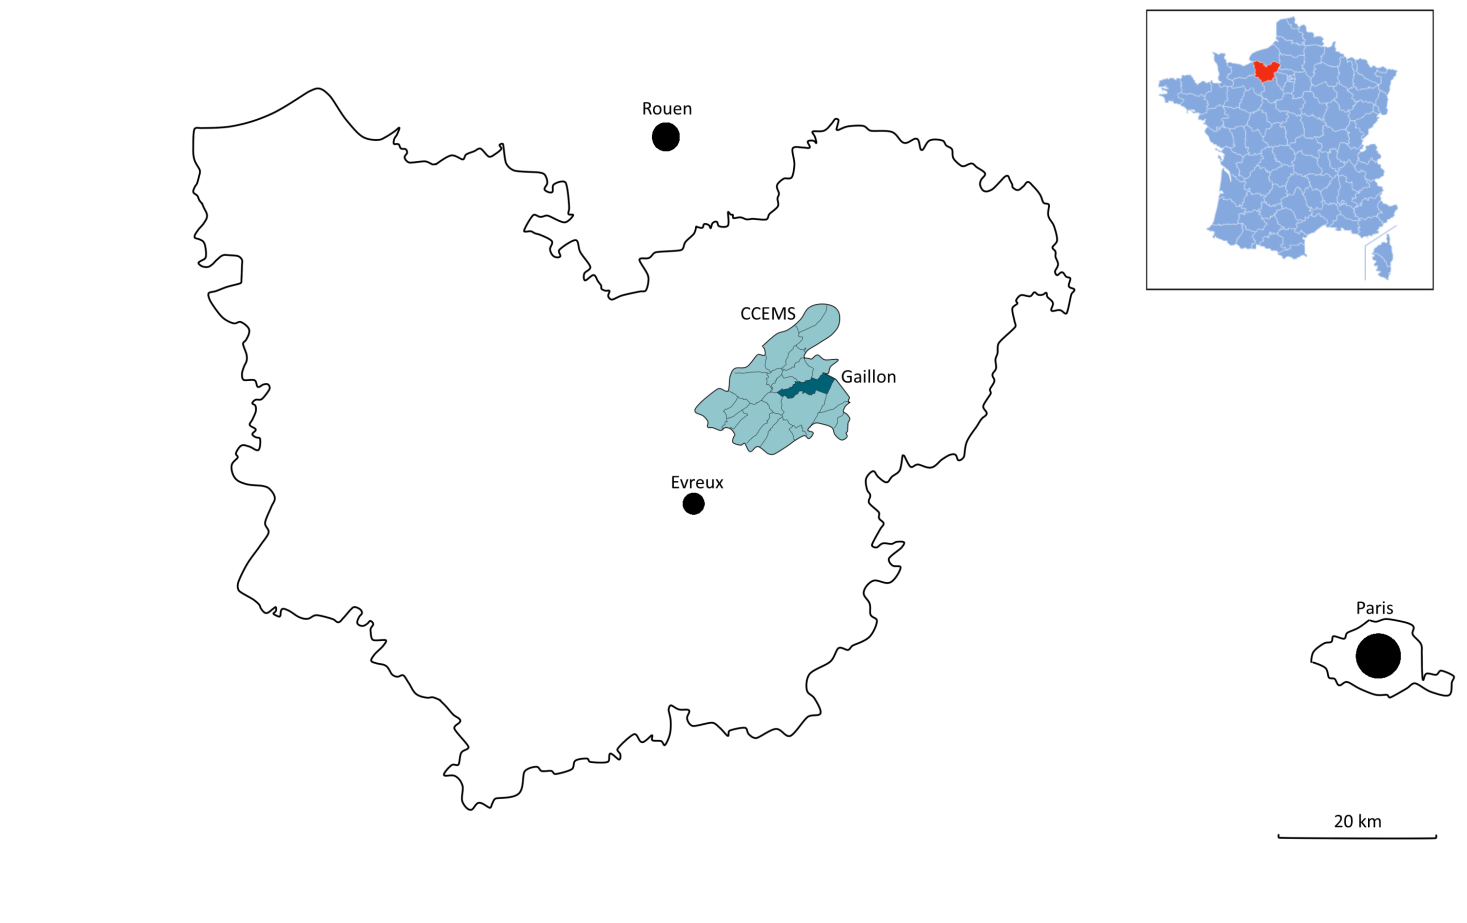 Rouen
CCEMS
Gaillon
Evreux
Paris
20 km